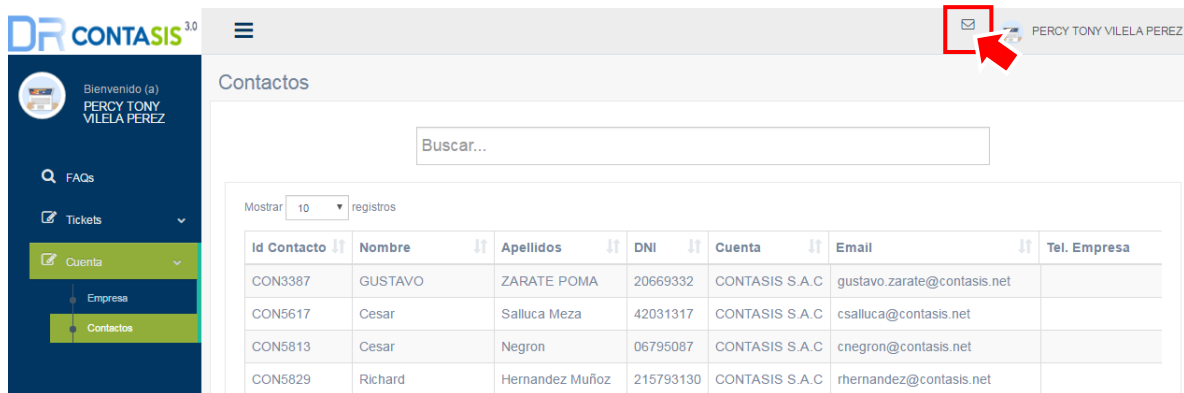 DR CONTASIS 3.0
PERCY TONY VILELA PEREZ
Bienvenido (a)
PERCY TONY
VILELA PEREZ
FAQs
Tickets
Cuenta
Empresa
Contactos
Contactos
Buscar...
Mostrar 10 registros
Id Contacto Nombre Apellidos DNI Cuenta Email Tel. Empresa
CON3387 GUSTAVO ZARATE POMA 20669332 CONTASIS S.A.C gustavo.zarate@contasis.net
CON5617 Cesar Salluca Meza 42031317 CONTASIS S.A.C csalluca@contasis.net
CON5813 Cesar Negron 06795087 CONTASIS S.A.C cnegron@contasis.net
CON5829 Richard Hernandez Muñoz 215793130 CONTASIS S.A.C rhernandez@contasis.net